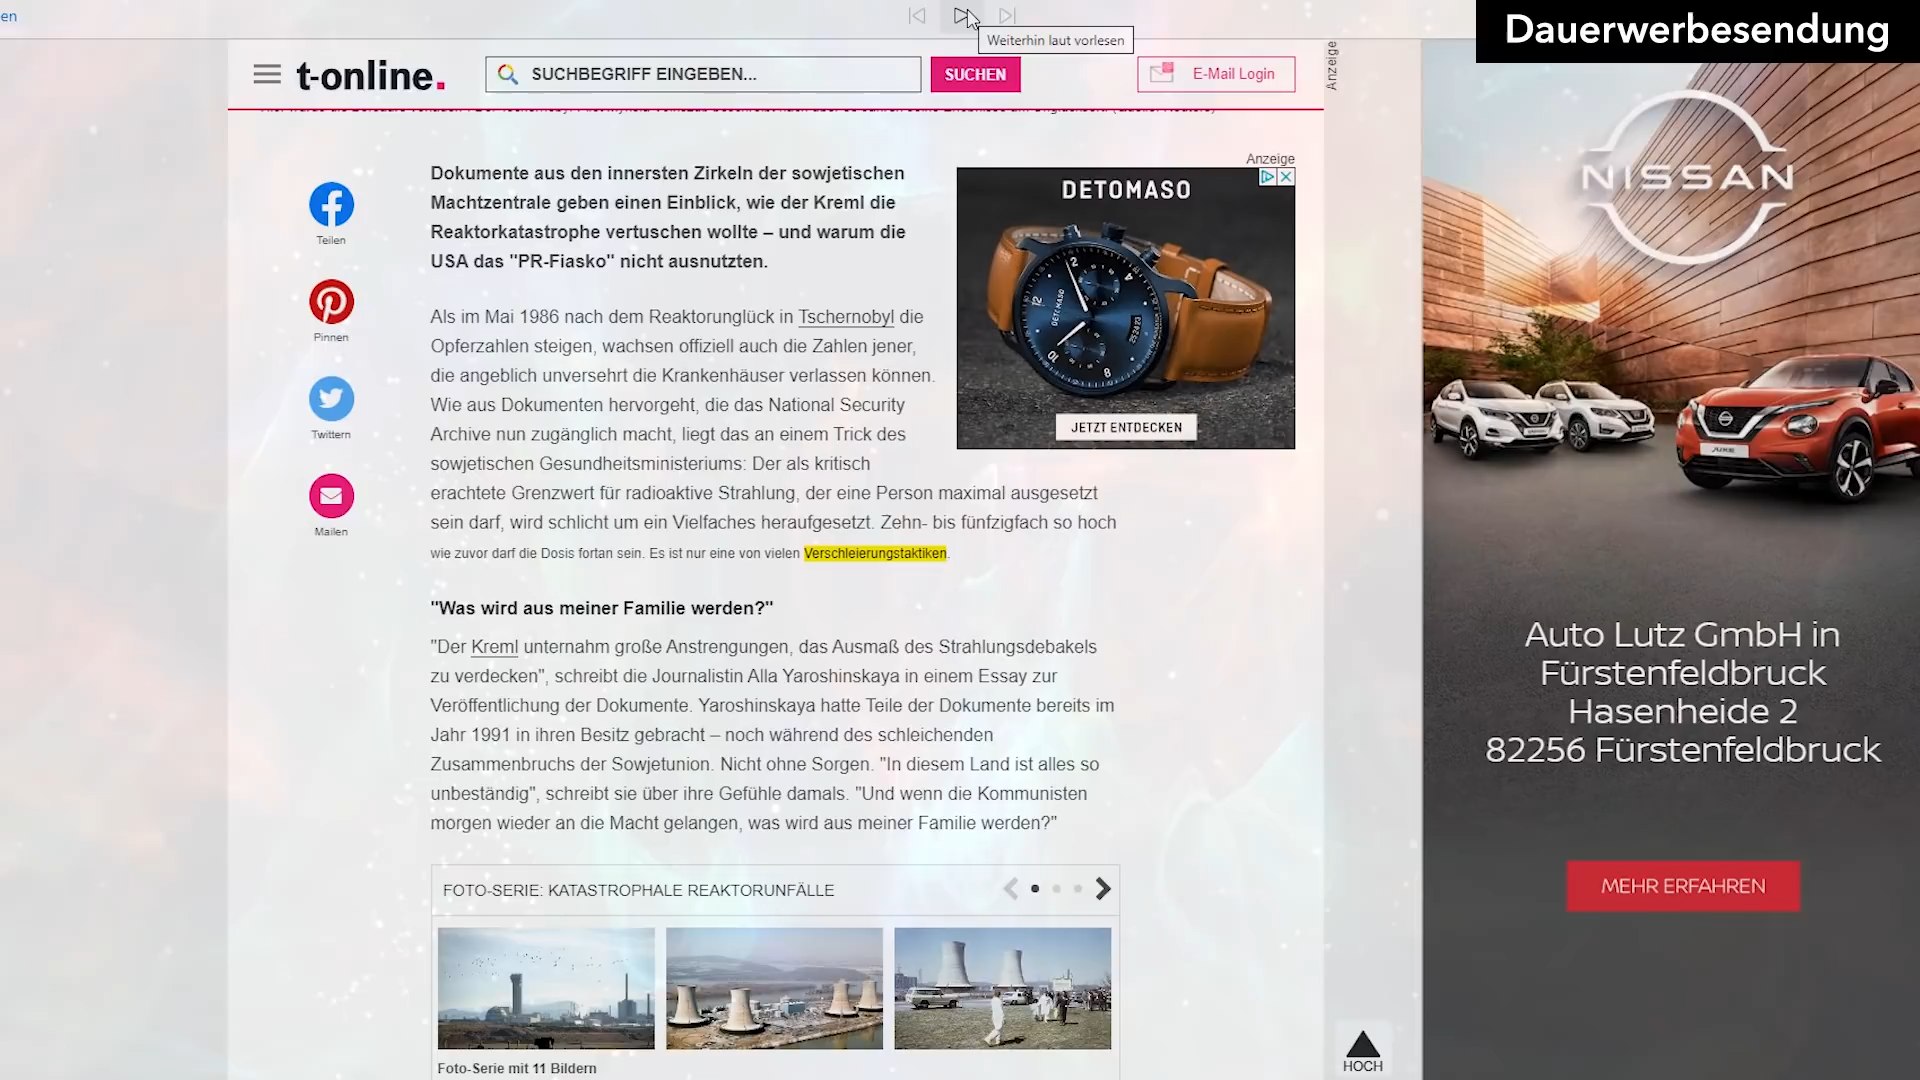 en
Weiterhin laut vorlesen
Dauerwerbesendung
t-online.
SUCHBEGRIFF EINGEBEN...
SUCHEN
E-Mail Login
Anzeige
Anzeige
Dokumente aus den innersten Zirkeln der sowjetischen
Machtzentrale geben einen Einblick, wie der Kreml die
Reaktorkatastrophe vertuschen wollte – und warum die
USA das "PR-Fiasko" nicht ausnutzten.
Teilen
Pinnen
Twittern
Mailen
Als im Mai 1986 nach dem Reaktorunglück in Tschernobyl die
Opferzahlen steigen, wachsen offiziell auch die Zahlen jener,
die angeblich unversehrt die Krankenhäuser verlassen können.
Wie aus Dokumenten hervorgeht, die das National Security
Archive nun zugänglich macht, liegt das an einem Trick des
sowjetischen Gesundheitsministeriums: Der als kritisch
erachtete Grenzwert für radioaktive Strahlung, der eine Person maximal ausgesetzt
sein darf, wird schlicht um ein Vielfaches heraufgesetzt. Zehn- bis fünfzigfach so hoch
wie zuvor darf die Dosis fortan sein. Es ist nur eine von vielen Verschleierungstaktiken.
DETOMASO
JETZT ENTDECKEN
"Was wird aus meiner Familie werden?"
"Der Kreml unternahm große Anstrengungen, das Ausmaß des Strahlungsdebakels
zu verdecken", schreibt die Journalistin Alla Yaroshinskaya in einem Essay zur
Veröffentlichung der Dokumente. Yaroshinskaya hatte Teile der Dokumente bereits im
Jahr 1991 in ihren Besitz gebracht – noch während des schleichenden
Zusammenbruchs der Sowjetunion. Nicht ohne Sorgen. "In diesem Land ist alles so
unbeständig", schreibt sie über ihre Gefühle damals. "Und wenn die Kommunisten
morgen wieder an die Macht gelangen, was wird aus meiner Familie werden?"
FOTO-SERIE: KATASTROPHALE REAKTORUNFÄLLE
Foto-Serie mit 11 Bildern
HOCH
NISSAN
JUKE
Auto Lutz GmbH in
Fürstenfeldbruck
Hasenheide 2
82256 Fürstenfeldbruck
MEHR ERFAHREN